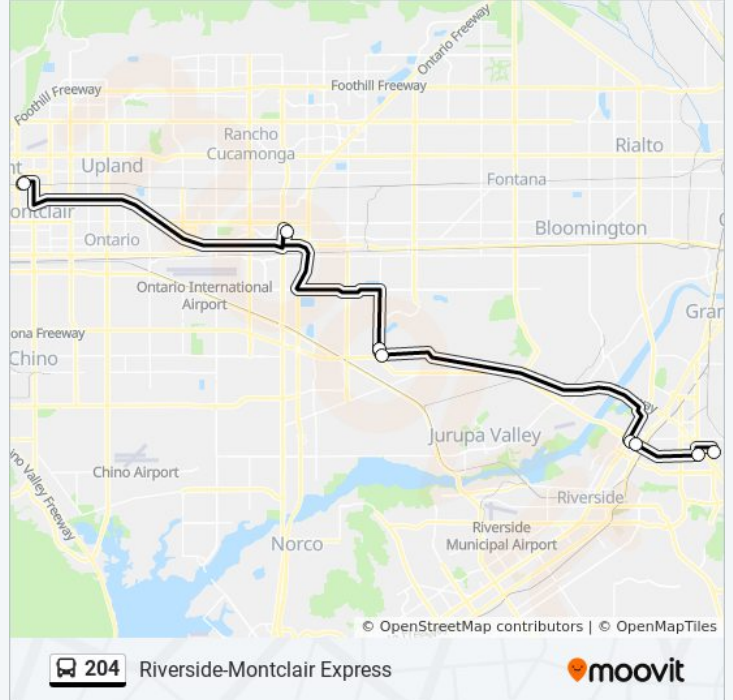 Ontario Freeway
Foothill Freeway
Foothill Freeway
Rancho
Cucamonga
Rialto
nt
Upland
Fontana
ontclair
Bloomington
Ontario
Ontario International
Airport
Gran
ona Freeway
Chino
Jurupa Valley
ay
Chino Airport
no Valley Freeway
Riverside
Riverside
Municipal Airport
Norco
© OpenStreetMap contributors | © OpenMapTiles
204 Riverside-Montclair Express
moovit